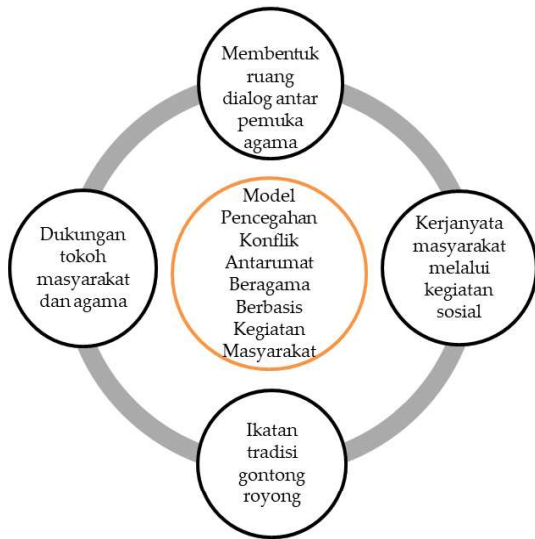 Membentuk
ruang
dialog antar
pemuka
agama
Dukungan
tokoh
masyarakat
dan agama
Model
Pencegahan
Konflik
Antarumat
Beragama
Berbasis
Kegiatan
Masyarakat
Kerjanyata
masyarakat
melalui
kegiatan
sosial
Ikatan
tradisi
gontong
royong